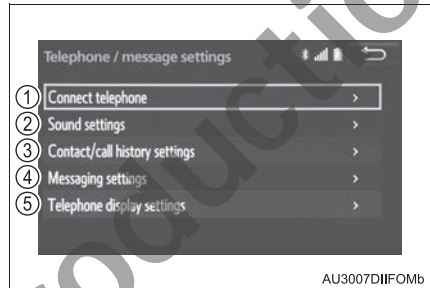 Telephone / message settings
1 Connect telephone >
2 Sound settings >
3 Contact/call history settings >
4 Messaging settings >
5 Telephone display settings >
AU3007DIIFOMb
roduction